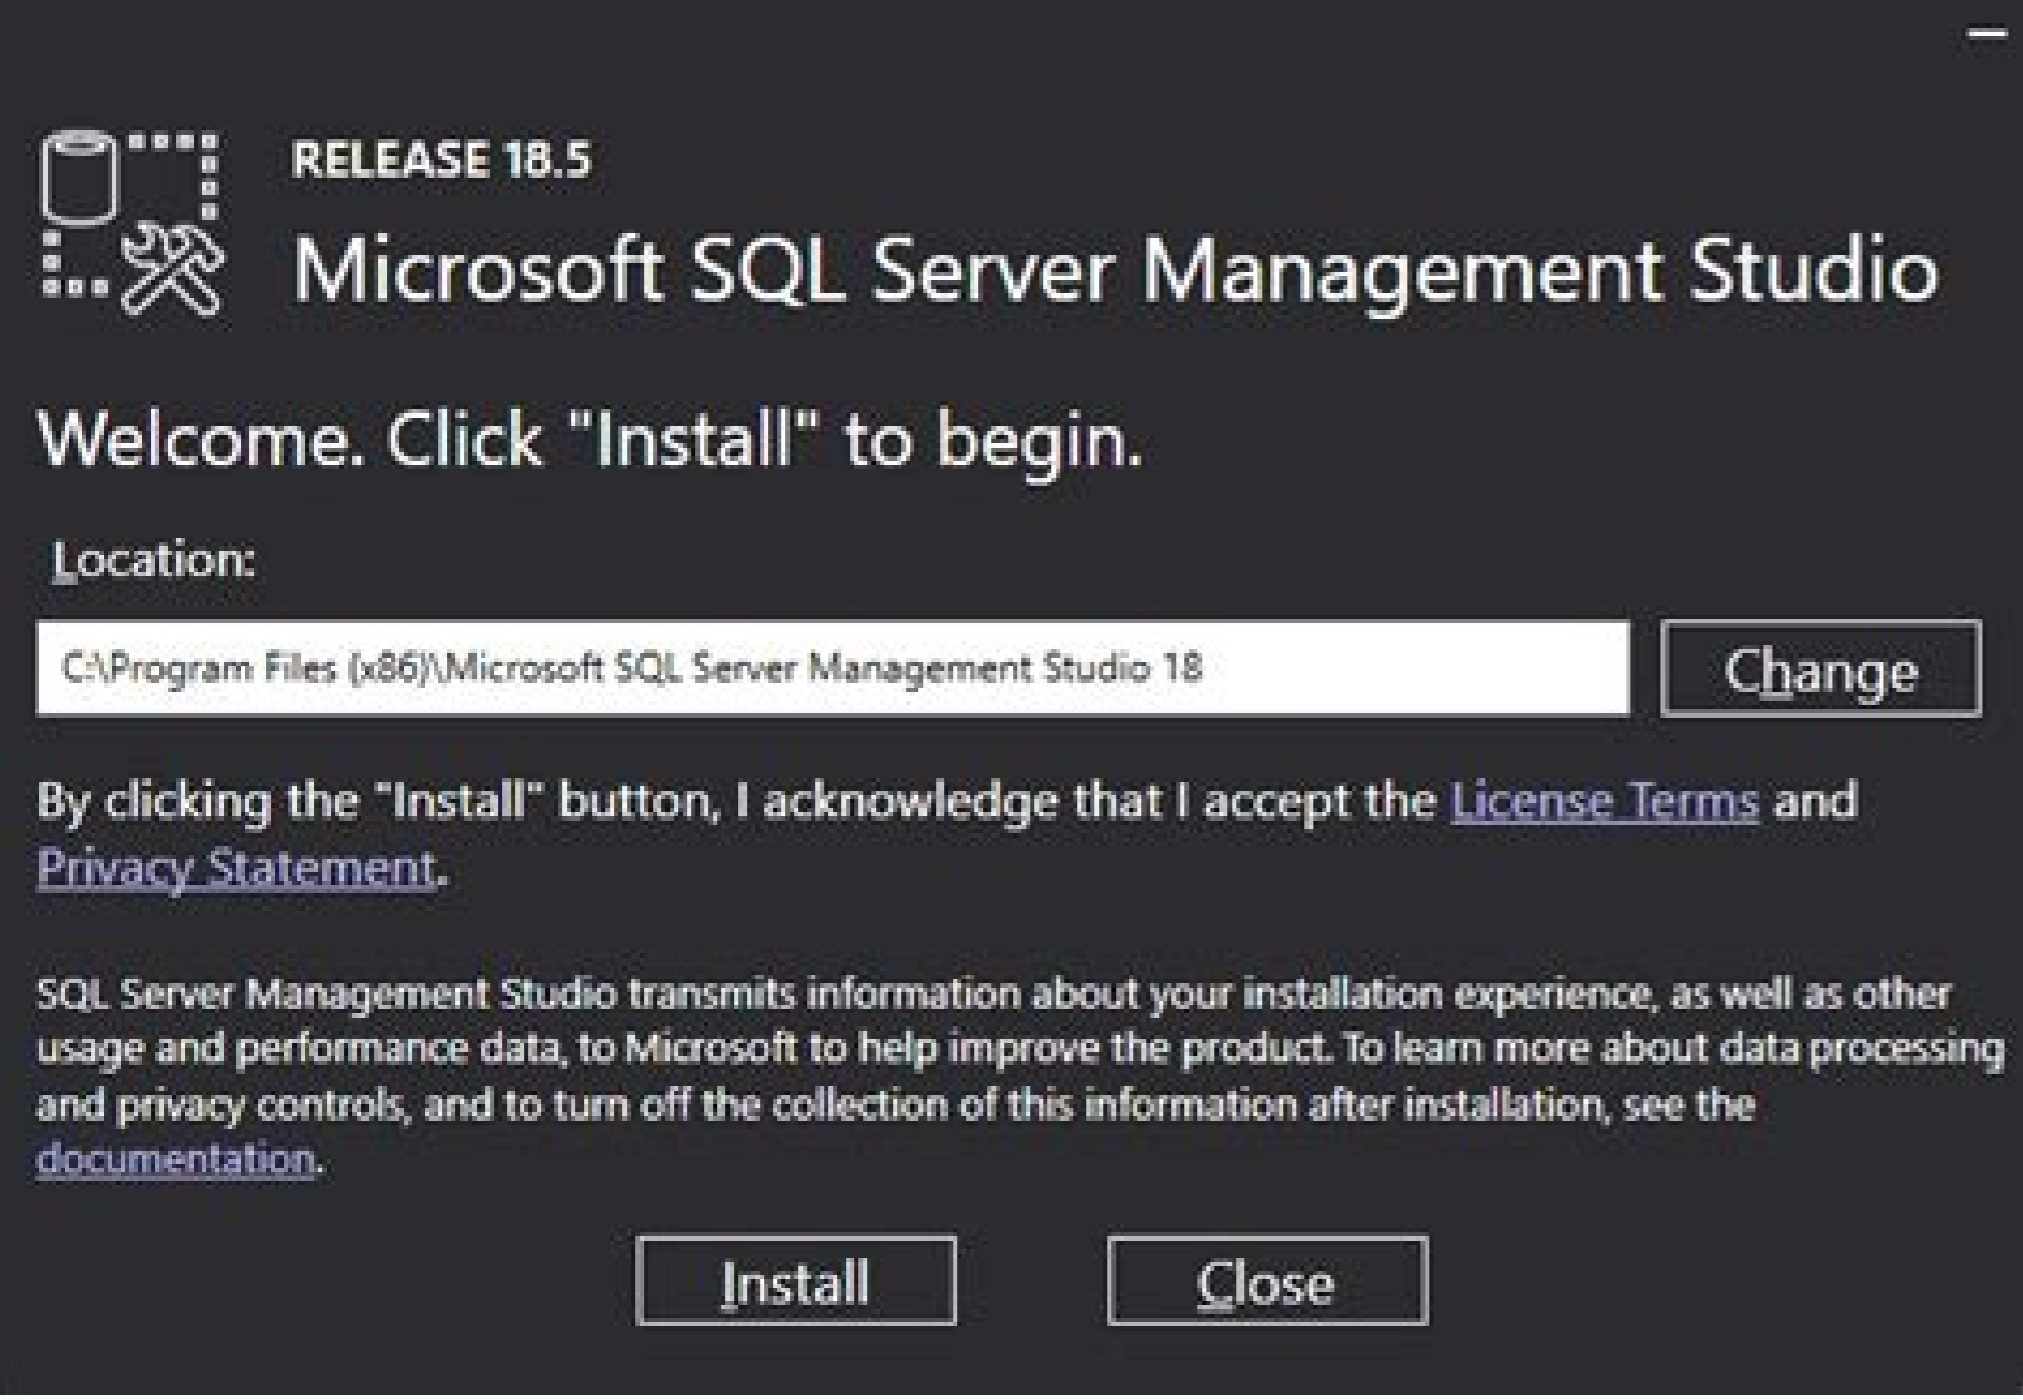 RELEASE 18.5
Microsoft SQL Server Management Studio
Welcome. Click "Install" to begin.
Location:
C:\Program Files (x86)\Microsoft SQL Server Management Studio 18
Change
By clicking the "Install" button, I acknowledge that I accept the License Terms and
Privacy Statement.
SQL Server Management Studio transmits information about your installation experience, as well as other
usage and performance data, to Microsoft to help improve the product. To learn more about data processing
and privacy controls, and to turn off the collection of this information after installation, see the
documentation.
Install
Close